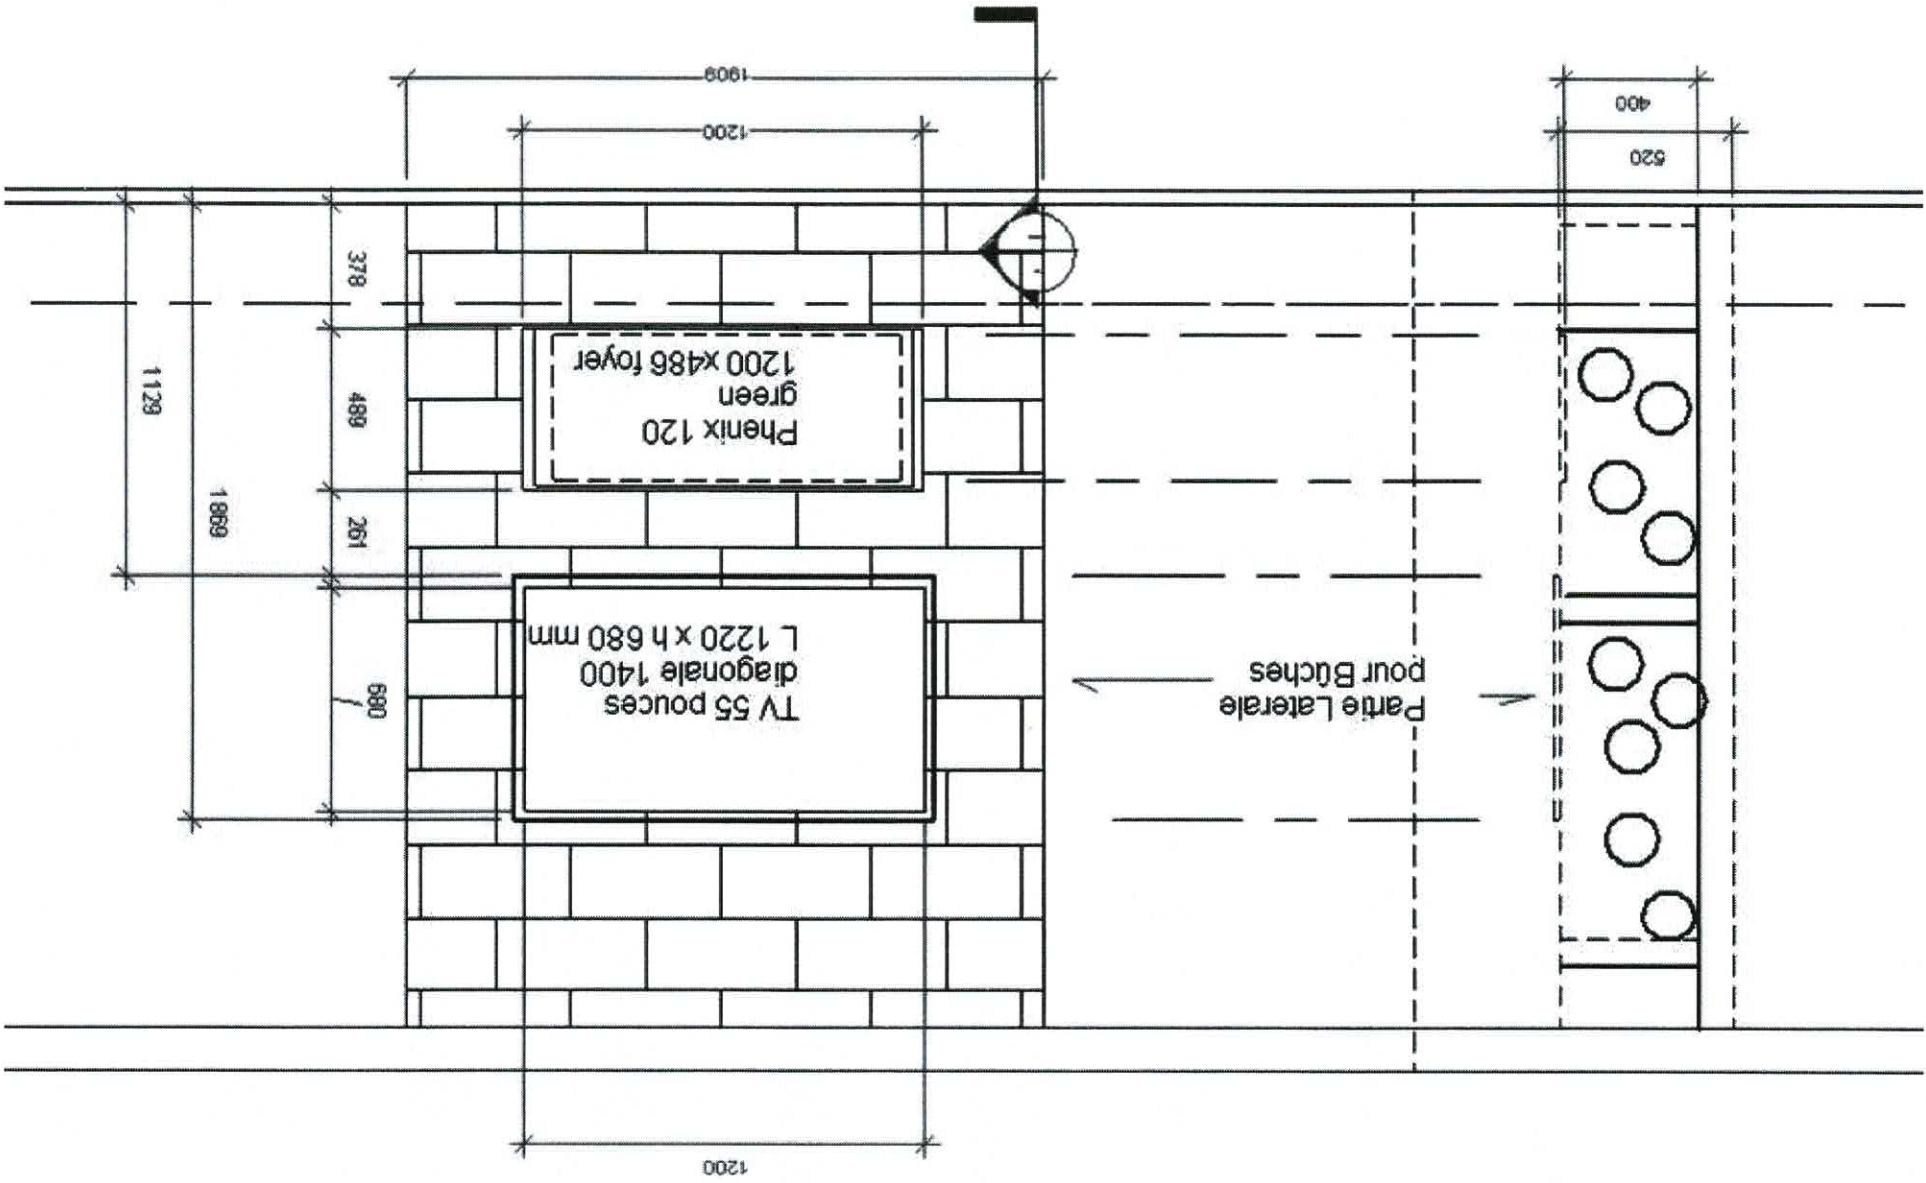 1200
TV 55 pouces
diagonale 1400
L 1220 x h 680 mm
Partie Laterale
pour Bûches
680
1869
261
Phenix 120
green
1200 x486 foyer
489
1129
378
520
400
1200
1909